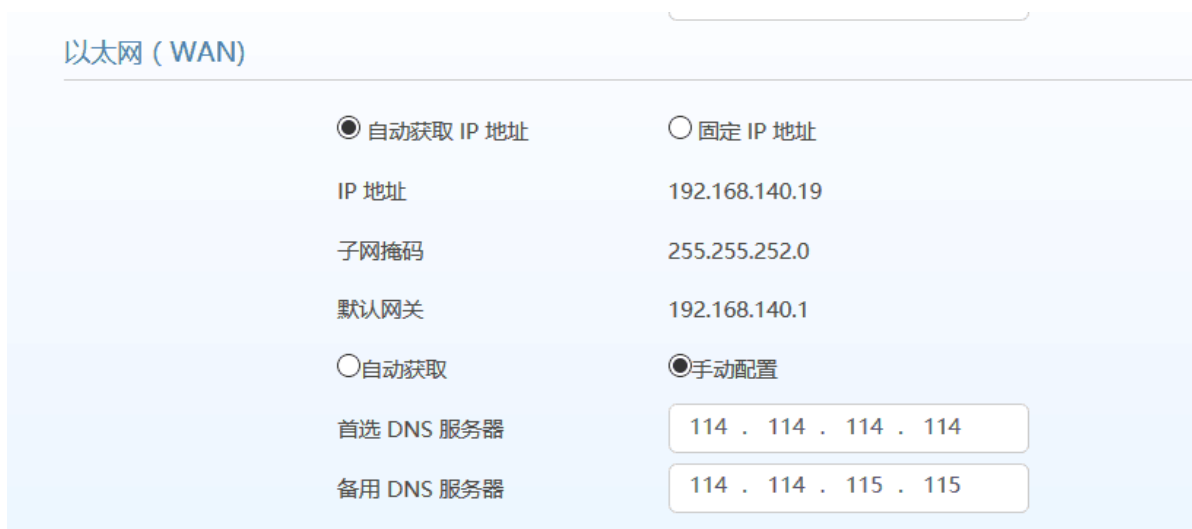 以太网（WAN)
自动获取 IP 地址 固定 IP 地址
IP 地址 192.168.140.19
子网掩码 255.255.252.0
默认网关 192.168.140.1
自动获取 手动配置
首选 DNS 服务器 114 . 114 . 114 . 114
备用 DNS 服务器 114 . 114 . 115 . 115